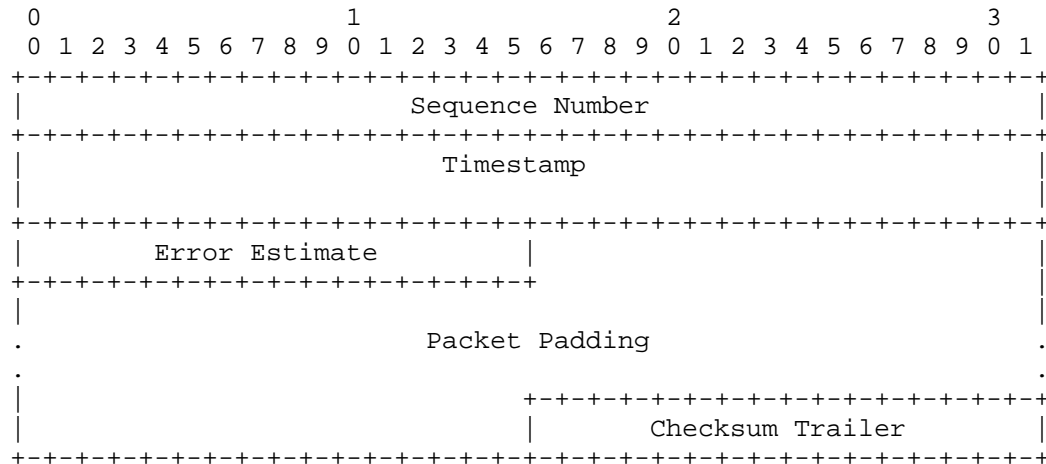 0                   1                   2                   3
0 1 2 3 4 5 6 7 8 9 0 1 2 3 4 5 6 7 8 9 0 1 2 3 4 5 6 7 8 9 0 1
+-+-+-+-+-+-+-+-+-+-+-+-+-+-+-+-+-+-+-+-+-+-+-+-+-+-+-+-+-+-+-+-+
|                        Sequence Number                        |
+-+-+-+-+-+-+-+-+-+-+-+-+-+-+-+-+-+-+-+-+-+-+-+-+-+-+-+-+-+-+-+-+
|                          Timestamp                            |
|                                                               |
+-+-+-+-+-+-+-+-+-+-+-+-+-+-+-+-+-+-+-+-+-+-+-+-+-+-+-+-+-+-+-+-+
|        Error Estimate         |                               |
+-+-+-+-+-+-+-+-+-+-+-+-+-+-+-+-+                               |
|                                                               |
.                         Packet Padding                        .
.                                                               .
|                               +-+-+-+-+-+-+-+-+-+-+-+-+-+-+-+-+
|                               |       Checksum Trailer        |
+-+-+-+-+-+-+-+-+-+-+-+-+-+-+-+-+-+-+-+-+-+-+-+-+-+-+-+-+-+-+-+-+